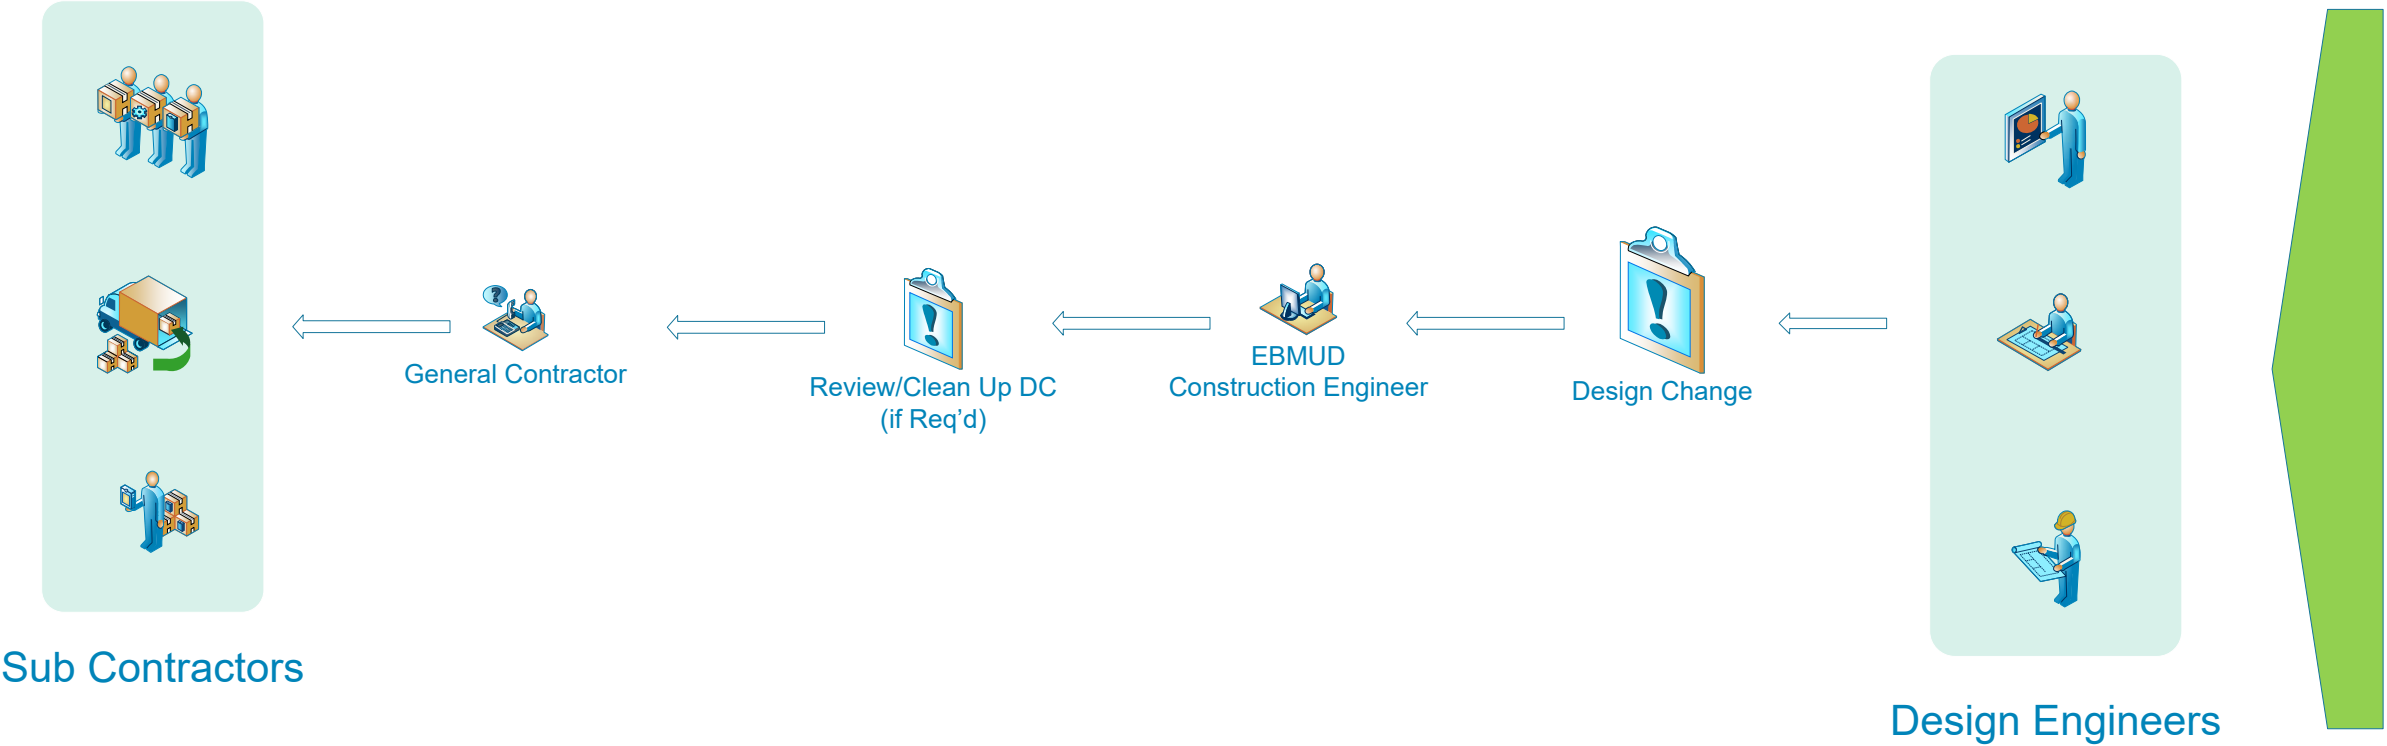 General Contractor
Review/Clean Up DC
(if Req’d)
EBMUD
Construction Engineer
Design Change
Sub Contractors
Design Engineers